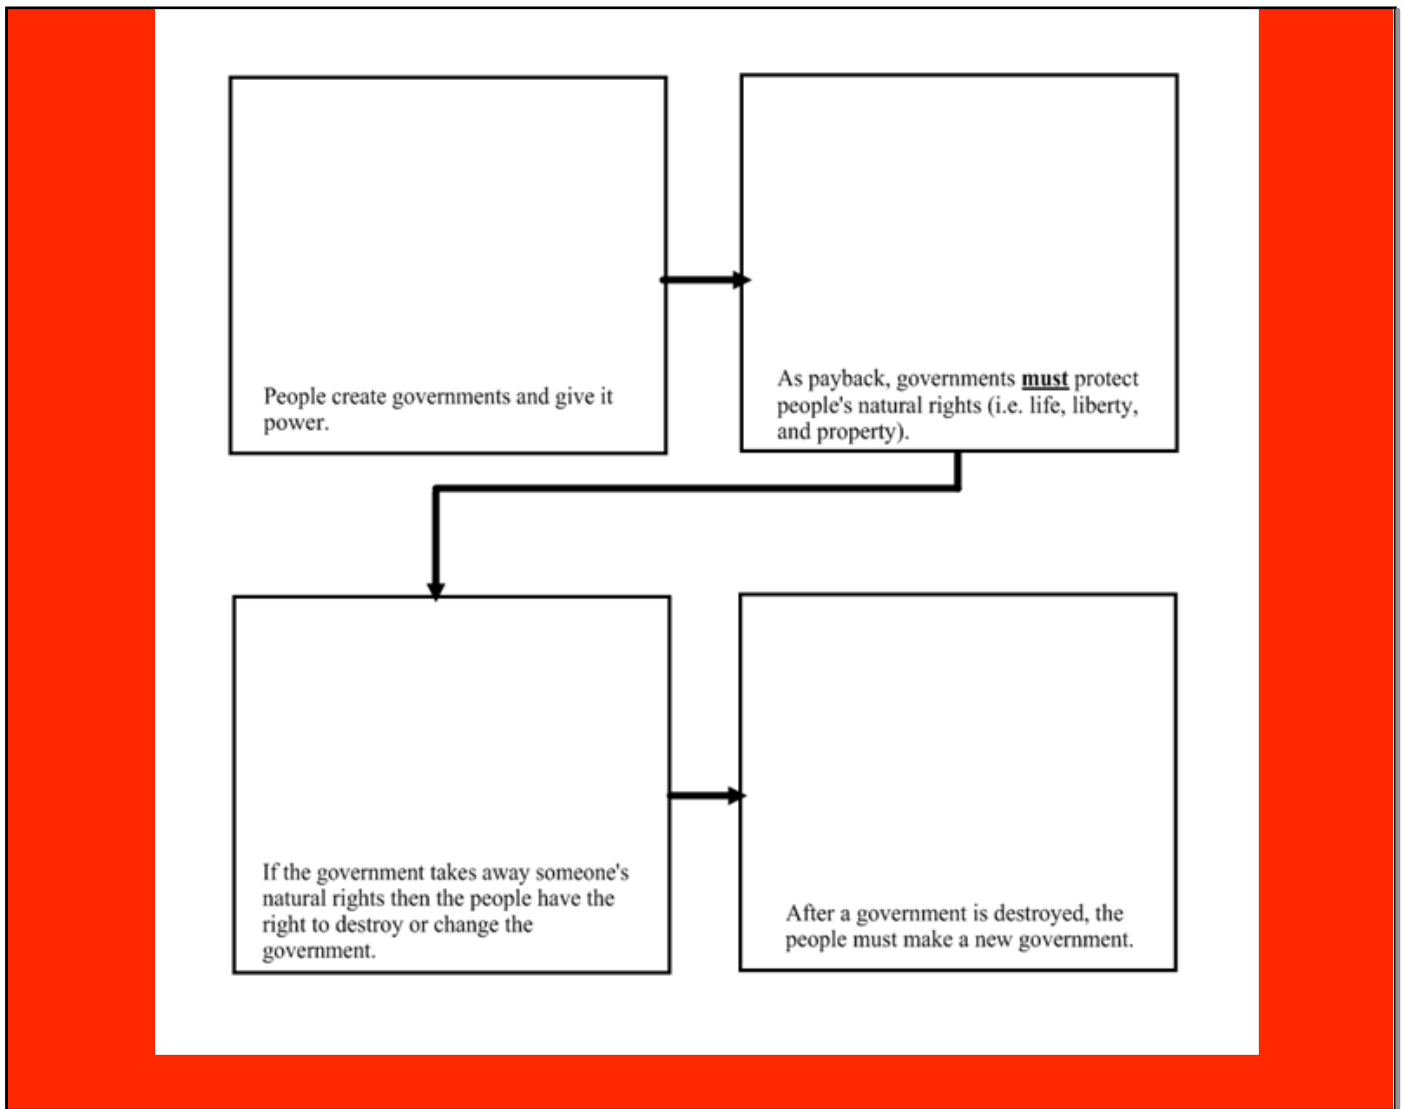 People create governments and give it
power.
As payback, governments must protect
people's natural rights (i.e. life, liberty,
and property).
If the government takes away someone's
natural rights then the people have the
right to destroy or change the
government.
After a government is destroyed, the
people must make a new government.